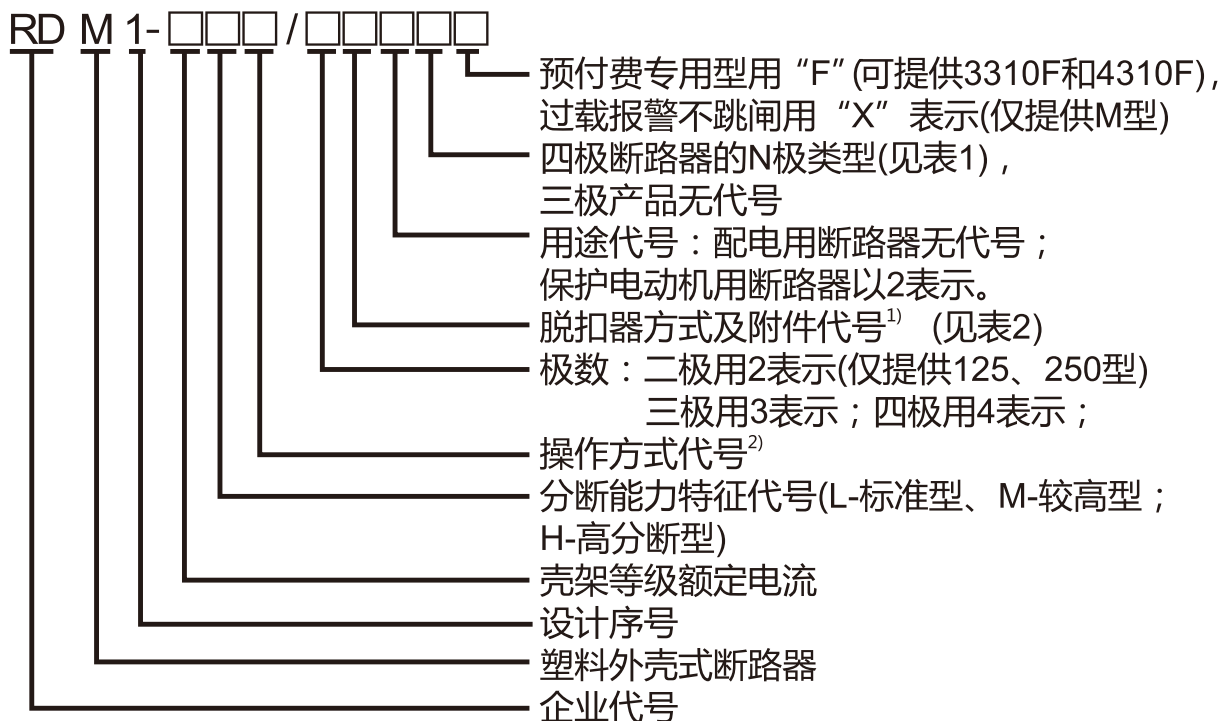 RD M 1-□□□/□□□□□
预付费专用型用“F”(可提供3310F和4310F),
过载报警不跳闸用“X”表示(仅提供M型)
四极断路器的N极类型(见表1),
三极产品无代号
用途代号:配电用断路器无代号;
保护电动机用断路器以2表示。
脱扣器方式及附件代号1) (见表2)
极数:二极用2表示(仅提供125、250型)
三极用3表示;四极用4表示;
操作方式代号2)
分断能力特征代号(L-标准型、M-较高型;
H-高分断型)
壳架等级额定电流
设计序号
塑料外壳式断路器
企业代号